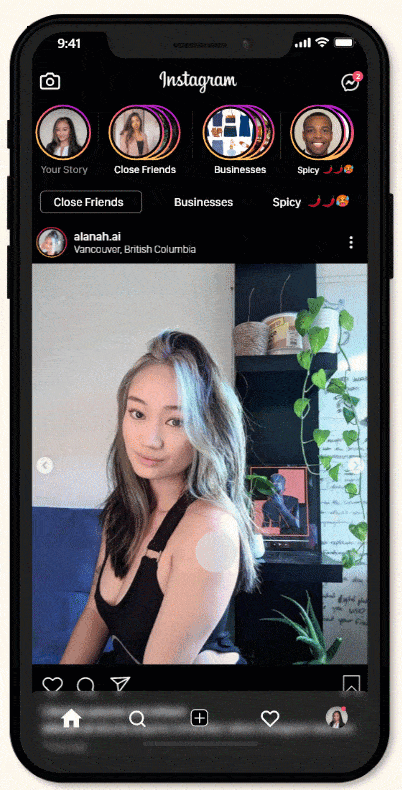 9:41
Instagram
2
Your Story
Close Friends
Businesses
Spicy 🌶️🌶️🥵
Close Friends
Businesses
Spicy 🌶️🌶️🥵
alanah.ai
Vancouver, British Columbia